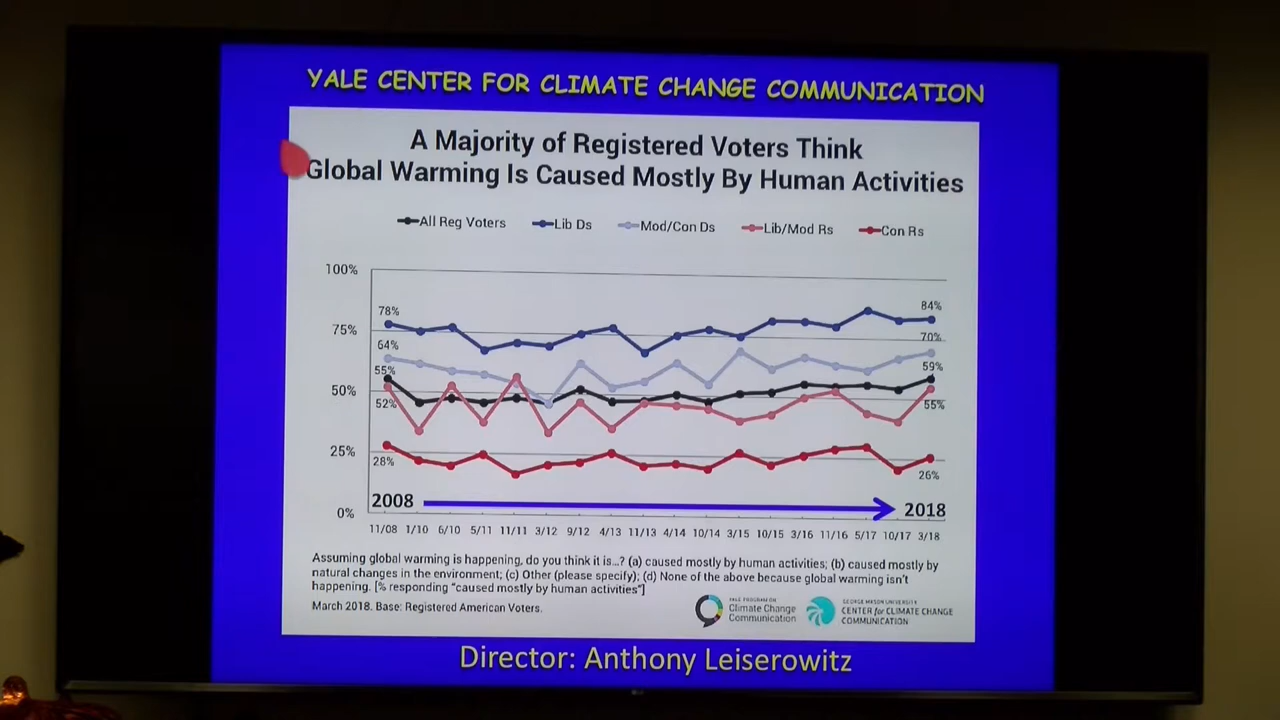 YALE CENTER FOR CLIMATE CHANGE COMMUNICATION
A Majority of Registered Voters Think
Global Warming Is Caused Mostly By Human Activities
All Reg Voters Lib Ds Mod/Con Ds Lib/Mod Rs Con Rs
100%
78% 84%
75% 70%
64%
55% 59%
50%
52% 55%
25%
28% 26%
2008 2018
0%
11/08 1/10 6/10 5/11 11/11 3/12 9/12 4/13 11/13 4/14 10/14 3/15 10/15 3/16 11/16 5/17 10/17 3/18
Assuming global warming is happening, do you think it is...? (a) caused mostly by human activities; (b) caused mostly by
natural changes in the environment; (c) Other (please specify); (d) None of the above because global warming isn't
happening. [% responding "caused mostly by human activities"]
March 2018. Base: Registered American Voters.
YALE PROGRAM ON
Climate Change
Communication
GEORGE MASON UNIVERSITY
CENTER for CLIMATE CHANGE
COMMUNICATION
Director: Anthony Leiserowitz
LG